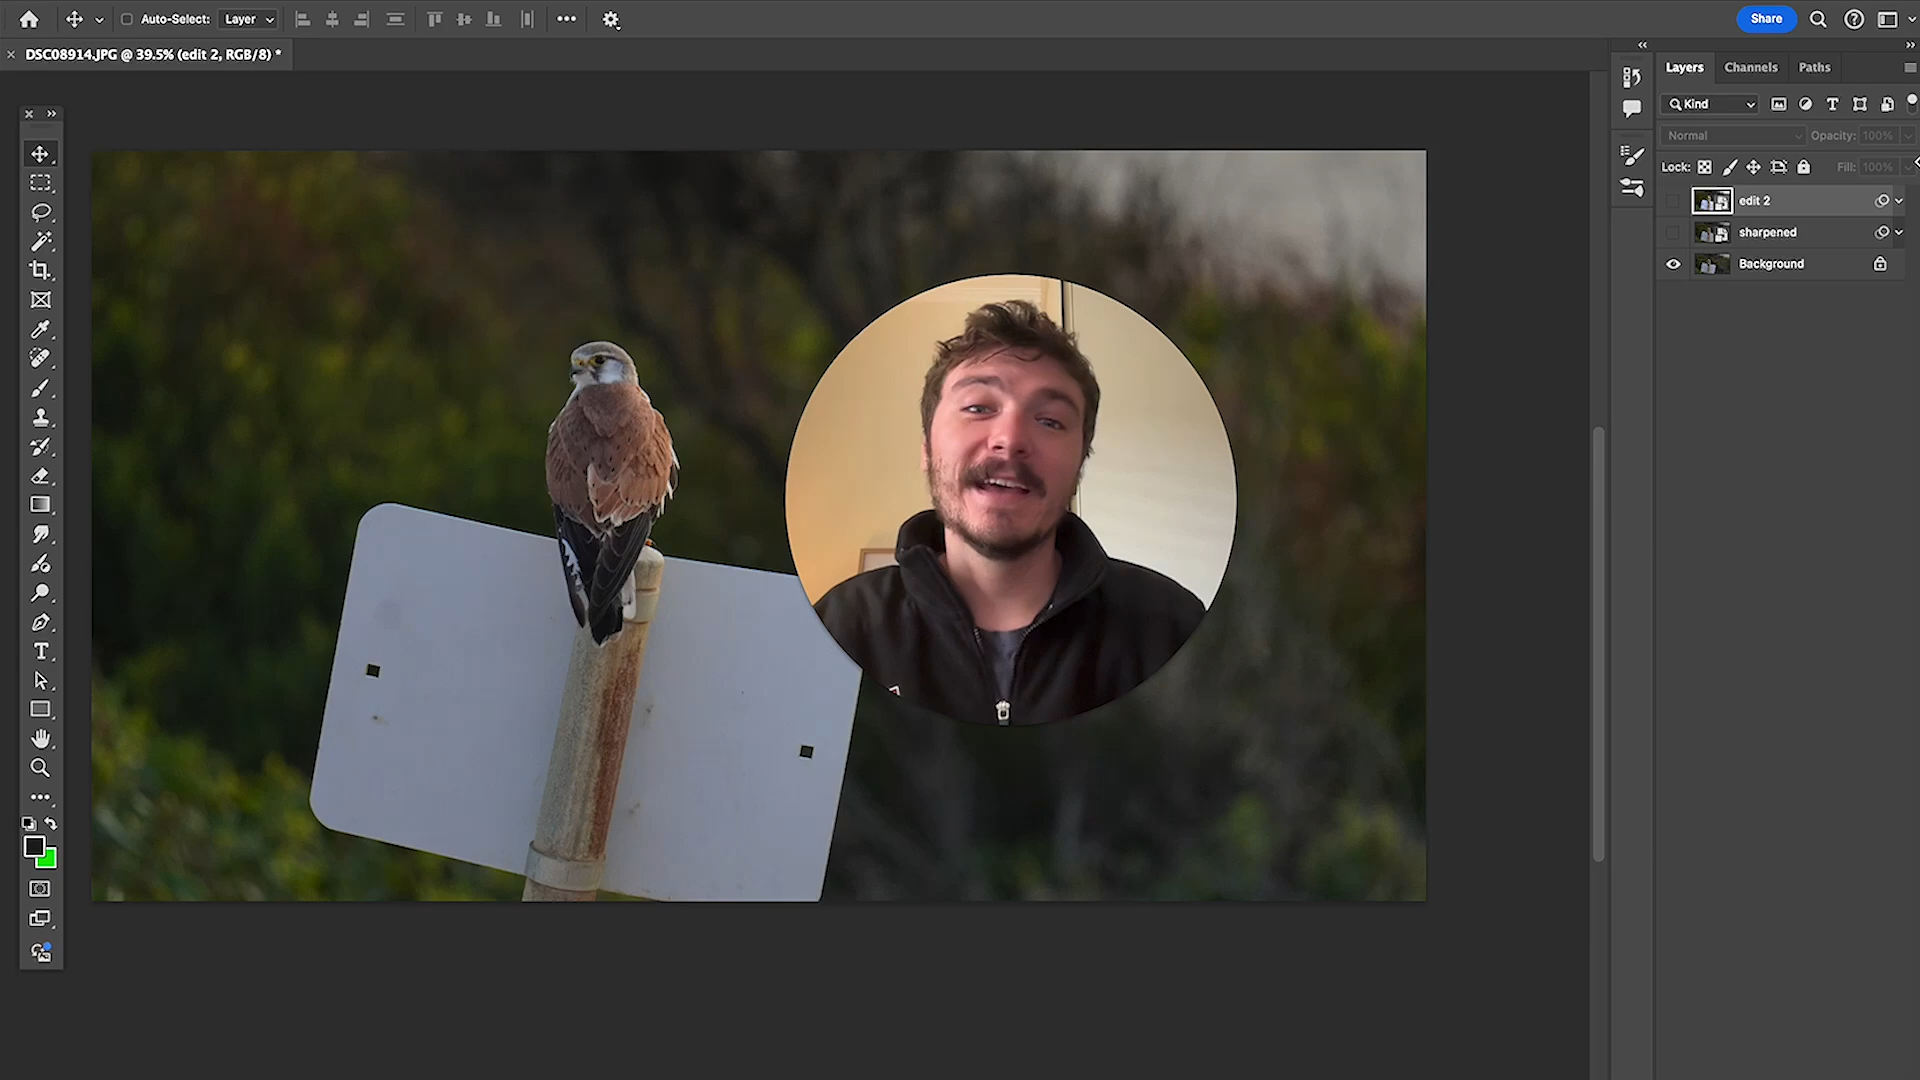 Auto-Select: Layer
Share
DSC08914.JPG @ 39.5% (edit 2, RGB/8) *
Layers Channels Paths
Kind
Normal Opacity: 100%
Lock: Fill: 100%
edit 2
sharpened
Background